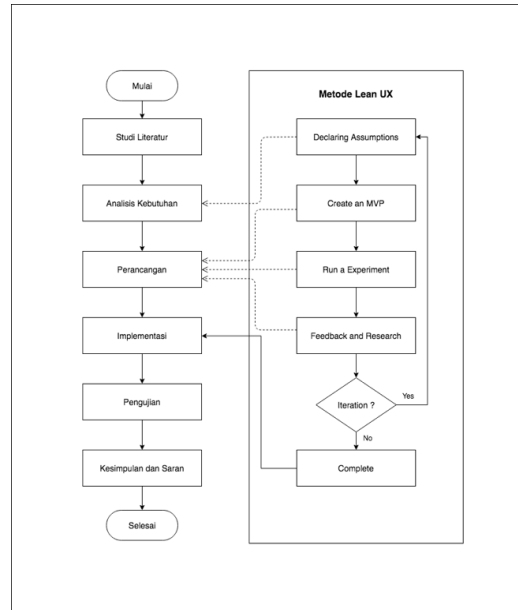 Mulai
Studi Literatur
Analisis Kebutuhan
Perancangan
Implementasi
Pengujian
Kesimpulan dan Saran
Selesai
Metode Lean UX
Declaring Assumptions
Create an MVP
Run a Experiment
Feedback and Research
Iteration ?
Yes
No
Complete